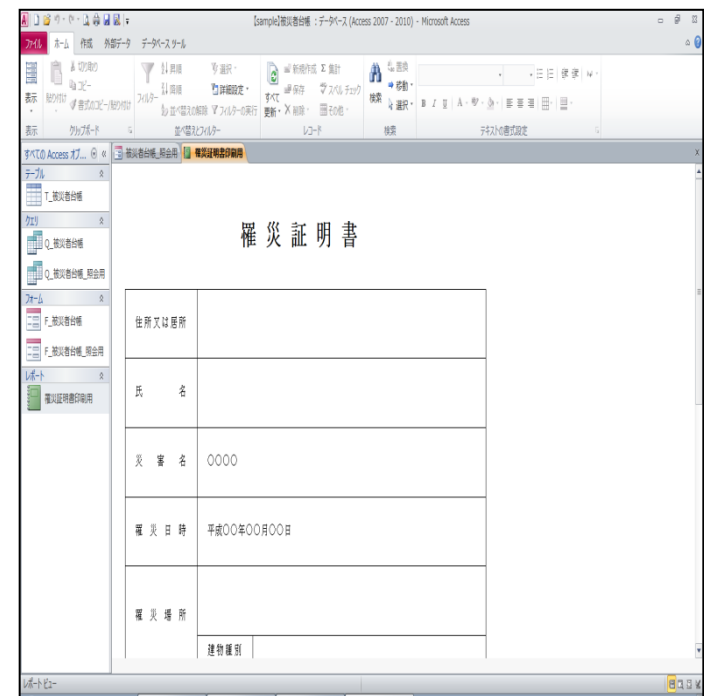 [sample]被災者台帳 : データベース (Access 2007 - 2010) - Microsoft Access
ファイル ホーム 作成 外部データ データベース ツール
表示
貼り付け
切り取り
コピー
書式のコピー/貼り付け
フィルター
昇順
降順
並べ替えの解除
選択
詳細設定
フィルターの実行
すべて更新
新規作成
保存
削除
Σ 集計
スペル チェック
その他
検索
置換
移動
選択
B I U A
表示 クリップボード 並べ替えとフィルター レコード 検索 テキストの書式設定
すべての Access オブ...
被災者台帳_照会用 罹災証明書印刷用
テーブル
T_被災者台帳
クエリ
Q_被災者台帳
Q_被災者台帳_照会用
フォーム
F_被災者台帳
F_被災者台帳_照会用
レポート
罹災証明書印刷用
罹災証明書
住所又は居所
氏 名
災 害 名 〇〇〇〇
罹 災 日 時 平成〇〇年〇〇月〇〇日
罹 災 場 所
建物種別
レポート ビュー